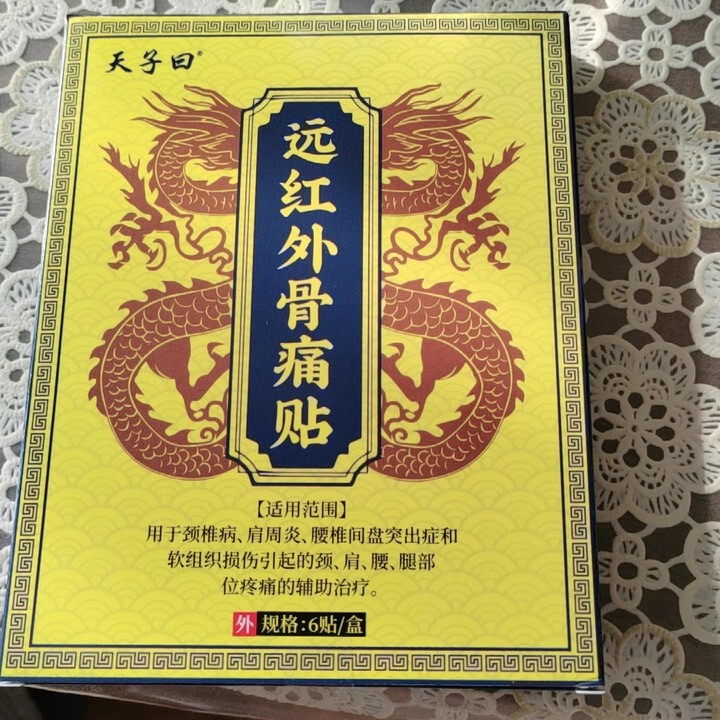 天子曰®
远红外骨痛贴
【适用范围】
用于颈椎病、肩周炎、腰椎间盘突出症和
软组织损伤引起的颈、肩、腰、腿部
位疼痛的辅助治疗。
外 规格:6贴/盒